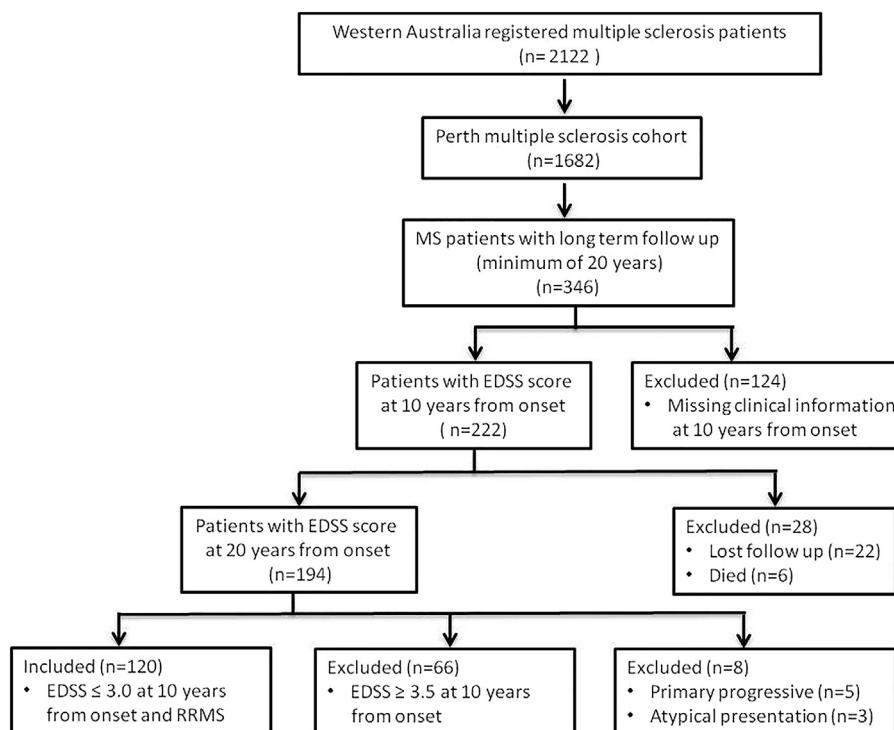 Western Australia registered multiple sclerosis patients
(n= 2122 )
Perth multiple sclerosis cohort
(n=1682)
MS patients with long term follow up
(minimum of 20 years)
(n=346)
Patients with EDSS score
at 10 years from onset
( n=222)
Excluded (n=124)
• Missing clinical information
at 10 years from onset
Patients with EDSS score
at 20 years from onset
(n=194)
Excluded (n=28)
• Lost follow up (n=22)
• Died (n=6)
Included (n=120)
• EDSS ≤ 3.0 at 10 years
from onset and RRMS
Excluded (n=66)
• EDSS ≥ 3.5 at 10 years
from onset
Excluded (n=8)
• Primary progressive (n=5)
• Atypical presentation (n=3)